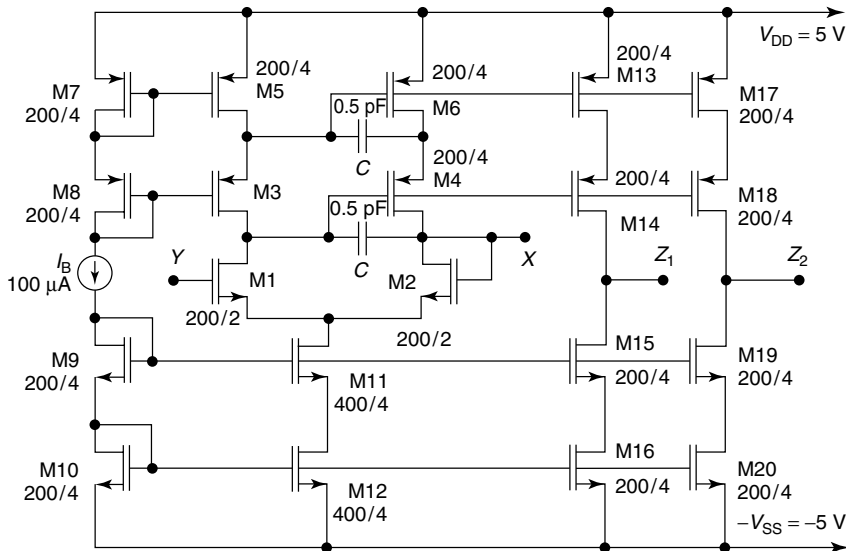 V_DD = 5 V
M7
200/4
200/4
M5
0.5 pF
C
200/4
M6
200/4
M13
M17
200/4
M8
200/4
M3
0.5 pF
C
200/4
M4
200/4
M14
M18
200/4
I_B
100 µA
Y
M1
200/2
M2
200/2
X
Z₁
Z₂
M9
200/4
M11
400/4
M15
200/4
M19
200/4
M10
200/4
M12
400/4
M16
200/4
M20
200/4
–V_SS = –5 V